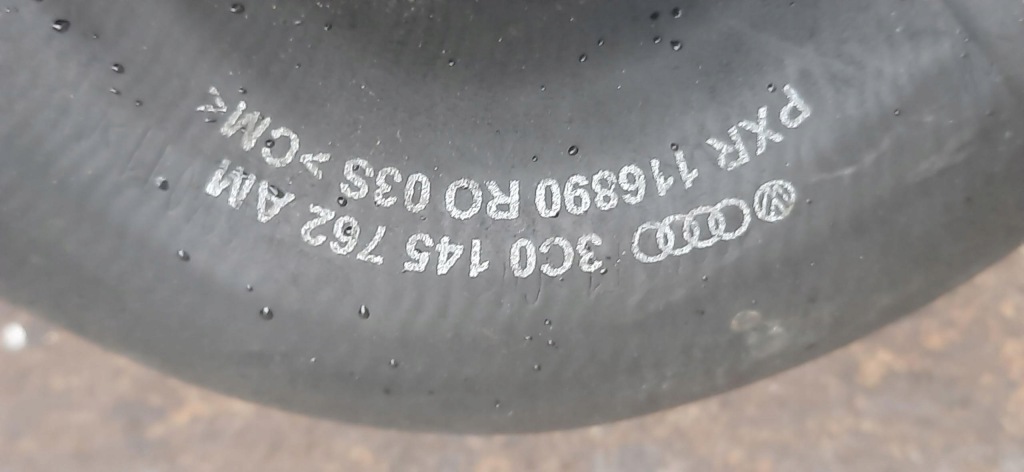 3C0 145 762 AM
PXR 116890 RO 03S >CM<